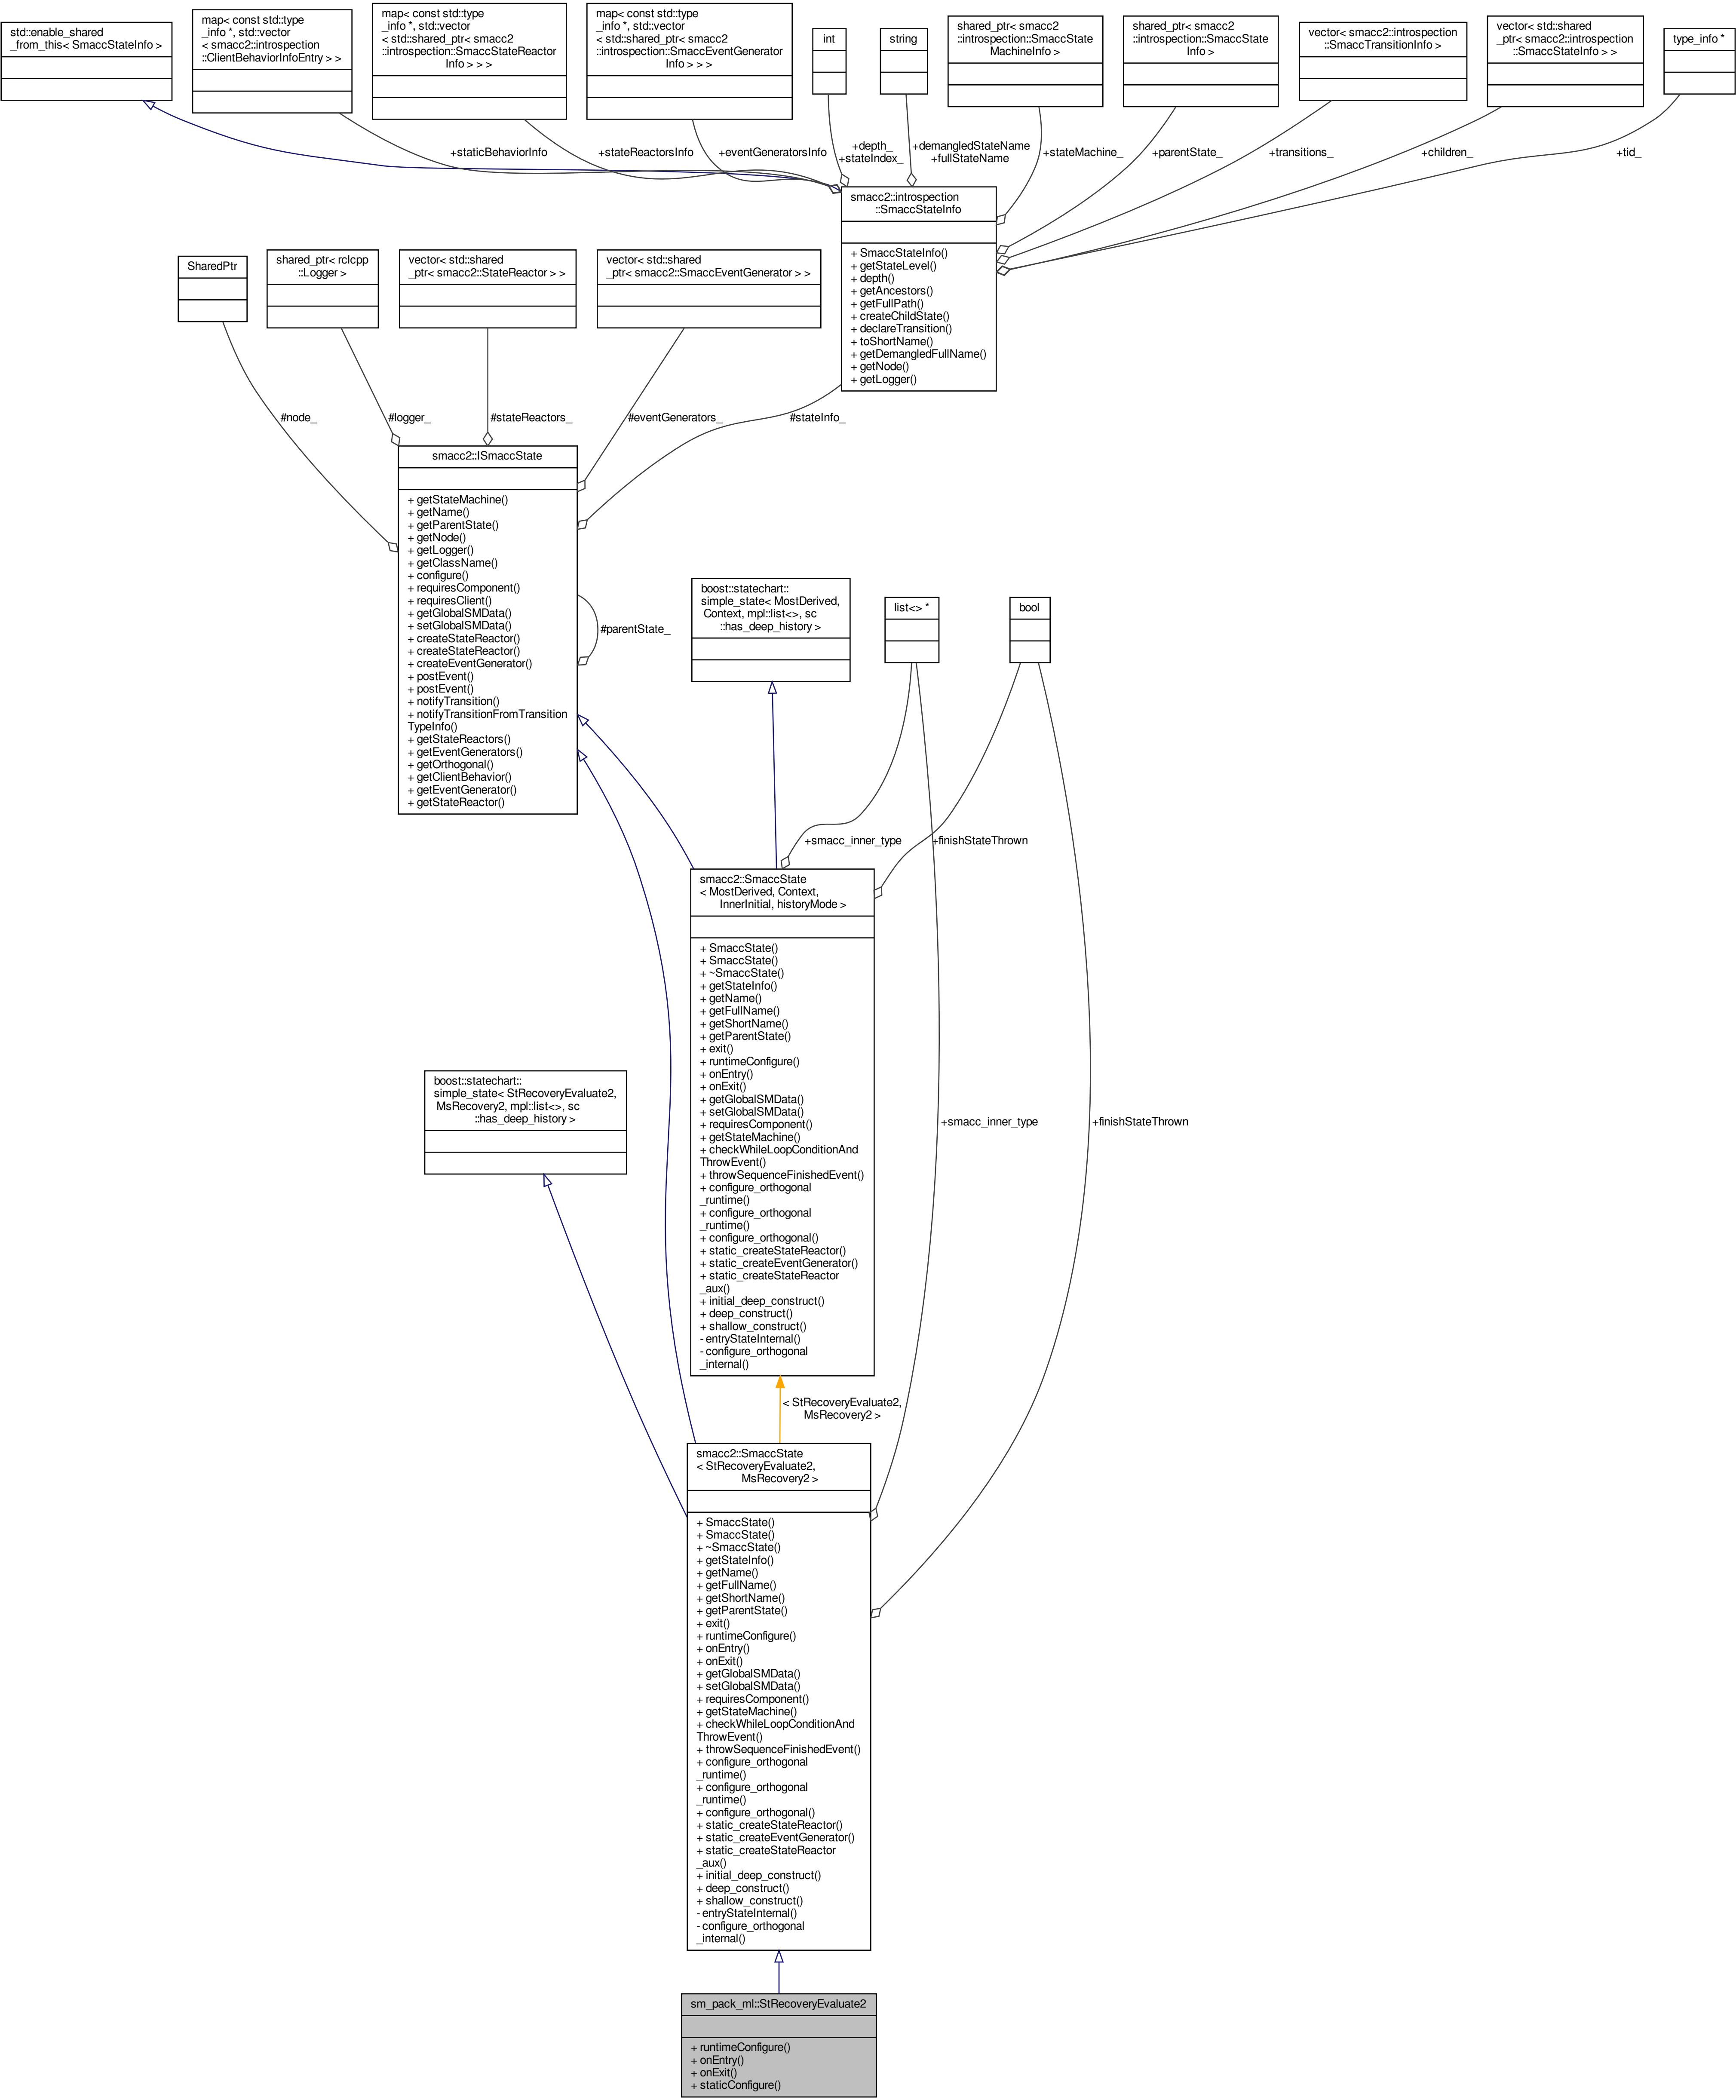 std::enable_shared
_from_this< SmaccStateInfo >
map< const std::type
_info *, std::vector
< smacc2::introspection
::ClientBehaviorInfoEntry > >
map< const std::type
_info *, std::vector
< std::shared_ptr< smacc2
::introspection::SmaccStateReactor
Info > > >
map< const std::type
_info *, std::vector
< std::shared_ptr< smacc2
::introspection::SmaccEventGenerator
Info > > >
int
string
shared_ptr< smacc2
::introspection::SmaccState
MachineInfo >
shared_ptr< smacc2
::introspection::SmaccState
Info >
vector< smacc2::introspection
::SmaccTransitionInfo >
vector< std::shared
_ptr< smacc2::introspection
::SmaccStateInfo > >
type_info *
+staticBehaviorInfo
+stateReactorsInfo
+eventGeneratorsInfo
+depth_
+stateIndex_
+demangledStateName
+fullStateName
+stateMachine_
+parentState_
+transitions_
+children_
+tid_
smacc2::introspection
::SmaccStateInfo
+ SmaccStateInfo()
+ getStateLevel()
+ depth()
+ getAncestors()
+ getFullPath()
+ createChildState()
+ declareTransition()
+ toShortName()
+ getDemangledFullName()
+ getNode()
+ getLogger()
SharedPtr
shared_ptr< rclcpp
::Logger >
vector< std::shared
_ptr< smacc2::StateReactor > >
vector< std::shared
_ptr< smacc2::SmaccEventGenerator > >
#node_
#logger_
#stateReactors_
#eventGenerators_
#stateInfo_
smacc2::ISmaccState
+ getStateMachine()
+ getName()
+ getParentState()
+ getNode()
+ getLogger()
+ getClassName()
+ configure()
+ requiresComponent()
+ requiresClient()
+ getGlobalSMData()
+ setGlobalSMData()
+ createStateReactor()
+ createStateReactor()
+ createEventGenerator()
+ postEvent()
+ postEvent()
+ notifyTransition()
+ notifyTransitionFromTransition
TypeInfo()
+ getStateReactors()
+ getEventGenerators()
+ getOrthogonal()
+ getClientBehavior()
+ getEventGenerator()
+ getStateReactor()
#parentState_
boost::statechart::
simple_state< MostDerived,
Context, mpl::list<>, sc
::has_deep_history >
list<> *
bool
+smacc_inner_type
+finishStateThrown
smacc2::SmaccState
< MostDerived, Context,
InnerInitial, historyMode >
+ SmaccState()
+ SmaccState()
+ ~SmaccState()
+ getStateInfo()
+ getName()
+ getFullName()
+ getShortName()
+ getParentState()
+ exit()
+ runtimeConfigure()
+ onEntry()
+ onExit()
+ getGlobalSMData()
+ setGlobalSMData()
+ requiresComponent()
+ getStateMachine()
+ checkWhileLoopConditionAnd
ThrowEvent()
+ throwSequenceFinishedEvent()
+ configure_orthogonal
_runtime()
+ configure_orthogonal
_runtime()
+ configure_orthogonal()
+ static_createStateReactor()
+ static_createEventGenerator()
+ static_createStateReactor
_aux()
+ initial_deep_construct()
+ deep_construct()
+ shallow_construct()
- entryStateInternal()
- configure_orthogonal
_internal()
boost::statechart::
simple_state< StRecoveryEvaluate2,
MsRecovery2, mpl::list<>, sc
::has_deep_history >
+smacc_inner_type
+finishStateThrown
< StRecoveryEvaluate2,
MsRecovery2 >
smacc2::SmaccState
< StRecoveryEvaluate2,
MsRecovery2 >
+ SmaccState()
+ SmaccState()
+ ~SmaccState()
+ getStateInfo()
+ getName()
+ getFullName()
+ getShortName()
+ getParentState()
+ exit()
+ runtimeConfigure()
+ onEntry()
+ onExit()
+ getGlobalSMData()
+ setGlobalSMData()
+ requiresComponent()
+ getStateMachine()
+ checkWhileLoopConditionAnd
ThrowEvent()
+ throwSequenceFinishedEvent()
+ configure_orthogonal
_runtime()
+ configure_orthogonal
_runtime()
+ configure_orthogonal()
+ static_createStateReactor()
+ static_createEventGenerator()
+ static_createStateReactor
_aux()
+ initial_deep_construct()
+ deep_construct()
+ shallow_construct()
- entryStateInternal()
- configure_orthogonal
_internal()
sm_pack_ml::StRecoveryEvaluate2
+ runtimeConfigure()
+ onEntry()
+ onExit()
+ staticConfigure()